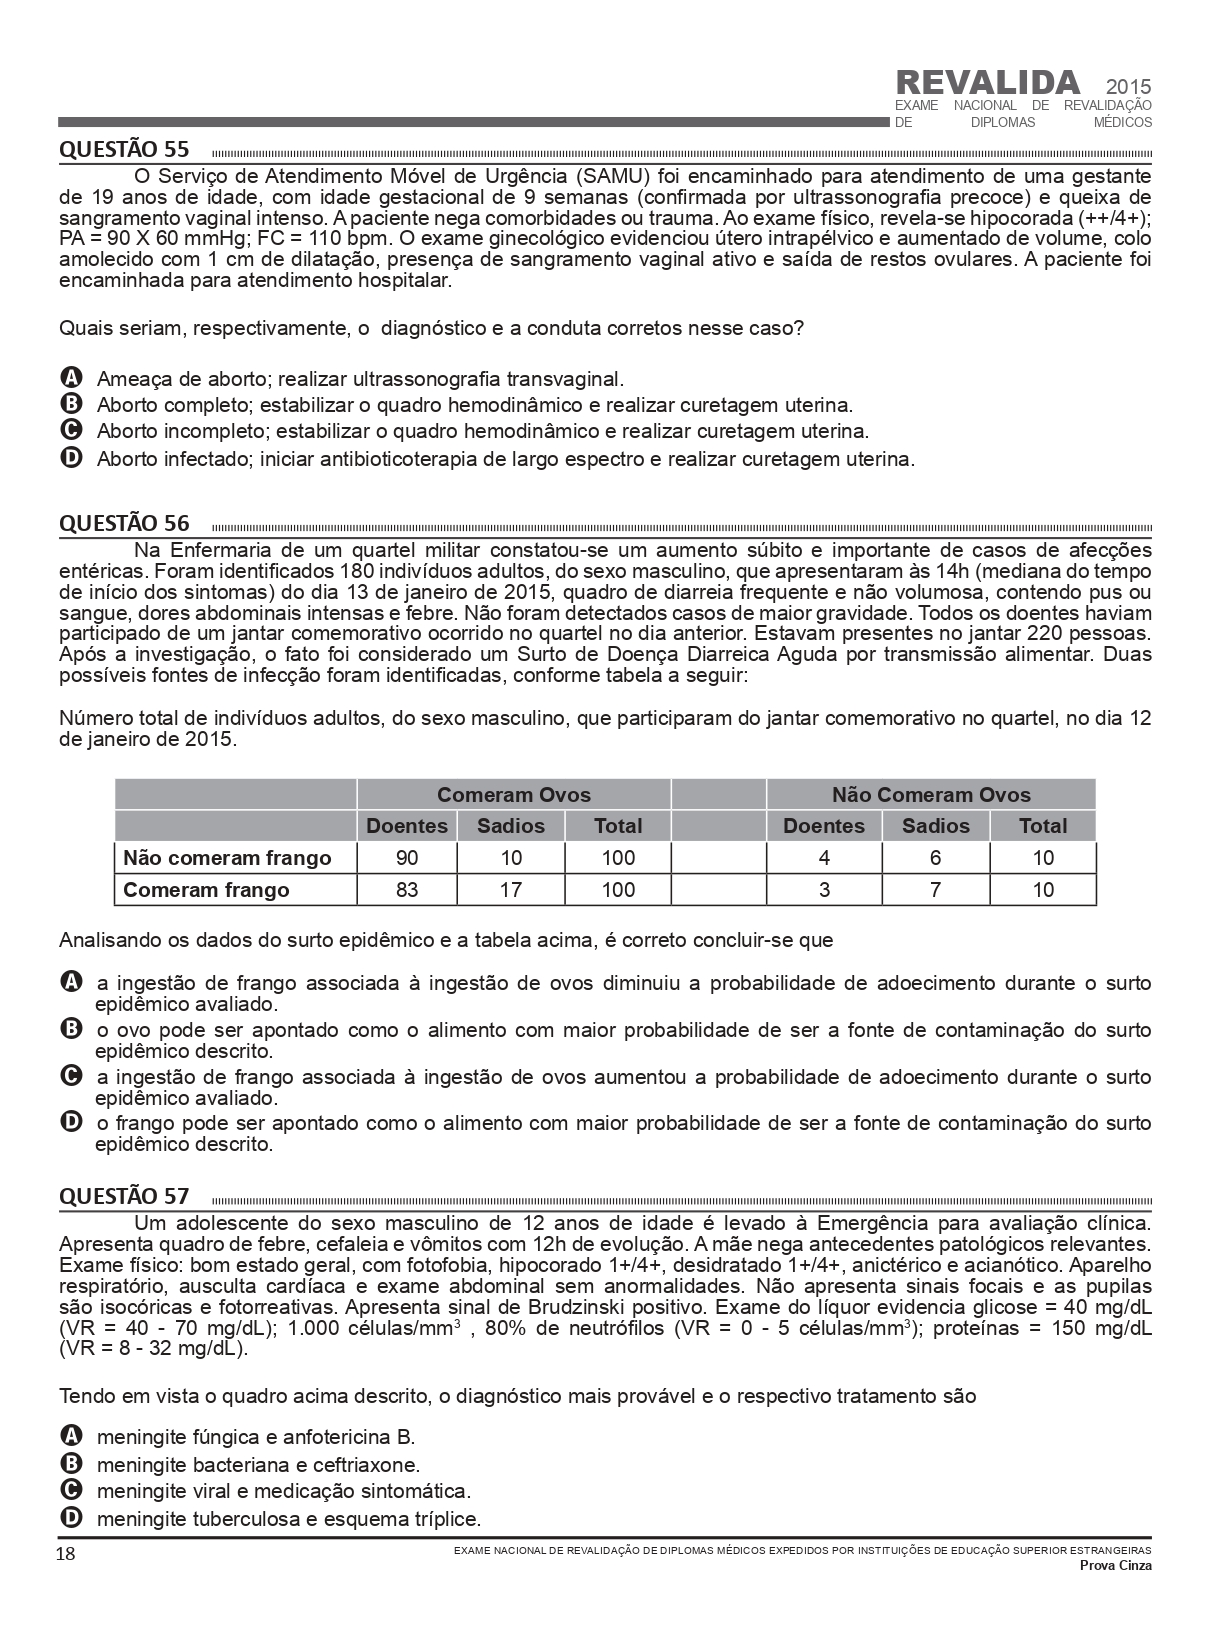 REVALIDA 2015
EXAME NACIONAL DE REVALIDAÇÃO
DE DIPLOMAS MÉDICOS
QUESTÃO 55
O Serviço de Atendimento Móvel de Urgência (SAMU) foi encaminhado para atendimento de uma gestante
de 19 anos de idade, com idade gestacional de 9 semanas (confirmada por ultrassonografia precoce) e queixa de
sangramento vaginal intenso. A paciente nega comorbidades ou trauma. Ao exame físico, revela-se hipocorada (++/4+);
PA = 90 X 60 mmHg; FC = 110 bpm. O exame ginecológico evidenciou útero intrapélvico e aumentado de volume, colo
amolecido com 1 cm de dilatação, presença de sangramento vaginal ativo e saída de restos ovulares. A paciente foi
encaminhada para atendimento hospitalar.
Quais seriam, respectivamente, o diagnóstico e a conduta corretos nesse caso?
A Ameaça de aborto; realizar ultrassonografia transvaginal.
B Aborto completo; estabilizar o quadro hemodinâmico e realizar curetagem uterina.
C Aborto incompleto; estabilizar o quadro hemodinâmico e realizar curetagem uterina.
D Aborto infectado; iniciar antibioticoterapia de largo espectro e realizar curetagem uterina.
QUESTÃO 56
Na Enfermaria de um quartel militar constatou-se um aumento súbito e importante de casos de afecções
entéricas. Foram identificados 180 indivíduos adultos, do sexo masculino, que apresentaram às 14h (mediana do tempo
de início dos sintomas) do dia 13 de janeiro de 2015, quadro de diarreia frequente e não volumosa, contendo pus ou
sangue, dores abdominais intensas e febre. Não foram detectados casos de maior gravidade. Todos os doentes haviam
participado de um jantar comemorativo ocorrido no quartel no dia anterior. Estavam presentes no jantar 220 pessoas.
Após a investigação, o fato foi considerado um Surto de Doença Diarreica Aguda por transmissão alimentar. Duas
possíveis fontes de infecção foram identificadas, conforme tabela a seguir:
Número total de indivíduos adultos, do sexo masculino, que participaram do jantar comemorativo no quartel, no dia 12
de janeiro de 2015.
Comeram Ovos Não Comeram Ovos
Doentes Sadios Total Doentes Sadios Total
Não comeram frango 90 10 100 4 6 10
Comeram frango 83 17 100 3 7 10
Analisando os dados do surto epidêmico e a tabela acima, é correto concluir-se que
A a ingestão de frango associada à ingestão de ovos diminuiu a probabilidade de adoecimento durante o surto
epidêmico avaliado.
B o ovo pode ser apontado como o alimento com maior probabilidade de ser a fonte de contaminação do surto
epidêmico descrito.
C a ingestão de frango associada à ingestão de ovos aumentou a probabilidade de adoecimento durante o surto
epidêmico avaliado.
D o frango pode ser apontado como o alimento com maior probabilidade de ser a fonte de contaminação do surto
epidêmico descrito.
QUESTÃO 57
Um adolescente do sexo masculino de 12 anos de idade é levado à Emergência para avaliação clínica.
Apresenta quadro de febre, cefaleia e vômitos com 12h de evolução. A mãe nega antecedentes patológicos relevantes.
Exame físico: bom estado geral, com fotofobia, hipocorado 1+/4+, desidratado 1+/4+, anictérico e acianótico. Aparelho
respiratório, ausculta cardíaca e exame abdominal sem anormalidades. Não apresenta sinais focais e as pupilas
são isocóricas e fotorreativas. Apresenta sinal de Brudzinski positivo. Exame do líquor evidencia glicose = 40 mg/dL
(VR = 40 - 70 mg/dL); 1.000 células/mm³ , 80% de neutrófilos (VR = 0 - 5 células/mm³); proteínas = 150 mg/dL
(VR = 8 - 32 mg/dL).
Tendo em vista o quadro acima descrito, o diagnóstico mais provável e o respectivo tratamento são
A meningite fúngica e anfotericina B.
B meningite bacteriana e ceftriaxone.
C meningite viral e medicação sintomática.
D meningite tuberculosa e esquema tríplice.
18 EXAME NACIONAL DE REVALIDAÇÃO DE DIPLOMAS MÉDICOS EXPEDIDOS POR INSTITUIÇÕES DE EDUCAÇÃO SUPERIOR ESTRANGEIRAS
Prova Cinza